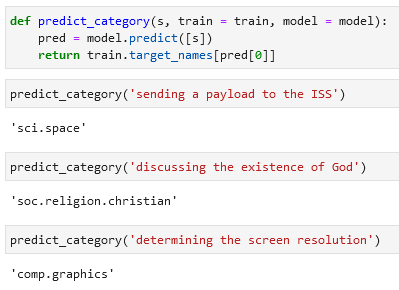 def predict_category(s, train = train, model = model):
    pred = model.predict([s])
    return train.target_names[pred[0]]
predict_category('sending a payload to the ISS')
'sci.space'
predict_category('discussing the existence of God')
'soc.religion.christian'
predict_category('determining the screen resolution')
'comp.graphics'